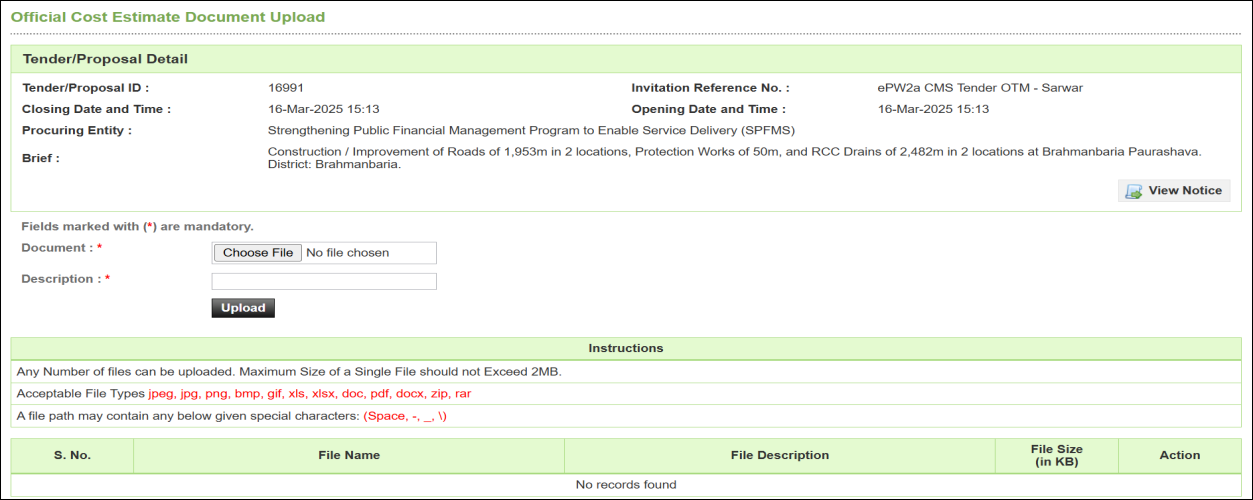 Official Cost Estimate Document Upload
Tender/Proposal Detail
Tender/Proposal ID : 16991 Invitation Reference No. : ePW2a CMS Tender OTM - Sarwar
Closing Date and Time : 16-Mar-2025 15:13 Opening Date and Time : 16-Mar-2025 15:13
Procuring Entity : Strengthening Public Financial Management Program to Enable Service Delivery (SPFMS)
Brief : Construction / Improvement of Roads of 1,953m in 2 locations, Protection Works of 50m, and RCC Drains of 2,482m in 2 locations at Brahmanbaria Paurashava.
District: Brahmanbaria.
View Notice
Fields marked with (*) are mandatory.
Document : * Choose File No file chosen
Description : *
Upload
Instructions
Any Number of files can be uploaded. Maximum Size of a Single File should not Exceed 2MB.
Acceptable File Types jpeg, jpg, png, bmp, gif, xls, xlsx, doc, pdf, docx, zip, rar
A file path may contain any below given special characters: (Space, -, _, \)
S. No. File Name File Description File Size (in KB) Action
No records found